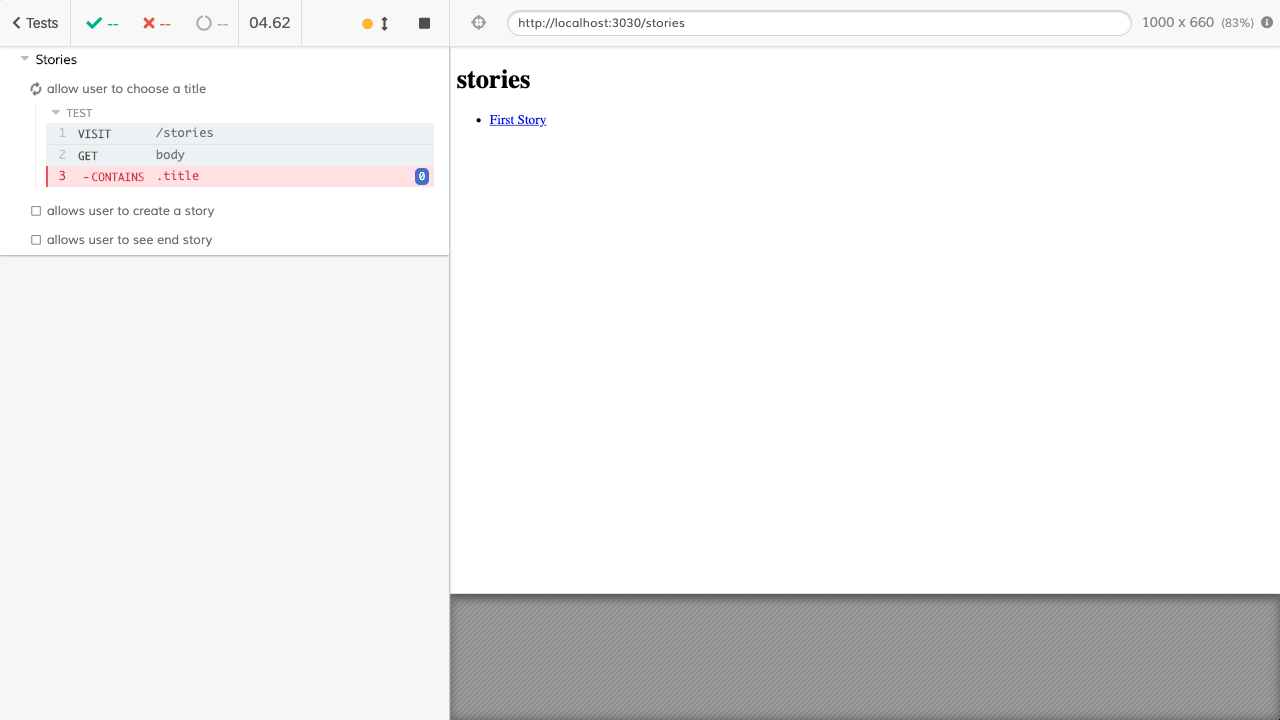 Tests -- -- -- 04.62
Stories
allow user to choose a title
TEST
1 VISIT /stories
2 GET body
3 -CONTAINS .title 0
allows user to create a story
allows user to see end story
http://localhost:3030/stories 1000 x 660 (83%)
stories
• First Story